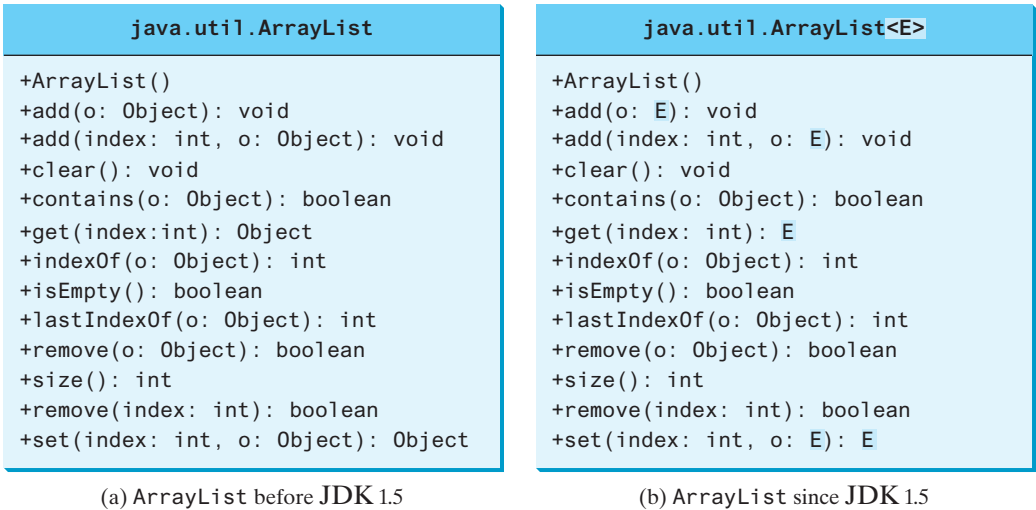 java.util.ArrayList
+ArrayList()
+add(o: Object): void
+add(index: int, o: Object): void
+clear(): void
+contains(o: Object): boolean
+get(index:int): Object
+indexOf(o: Object): int
+isEmpty(): boolean
+lastIndexOf(o: Object): int
+remove(o: Object): boolean
+size(): int
+remove(index: int): boolean
+set(index: int, o: Object): Object
(a) ArrayList before JDK 1.5
java.util.ArrayList<E>
+ArrayList()
+add(o: E): void
+add(index: int, o: E): void
+clear(): void
+contains(o: Object): boolean
+get(index: int): E
+indexOf(o: Object): int
+isEmpty(): boolean
+lastIndexOf(o: Object): int
+remove(o: Object): boolean
+size(): int
+remove(index: int): boolean
+set(index: int, o: E): E
(b) ArrayList since JDK 1.5